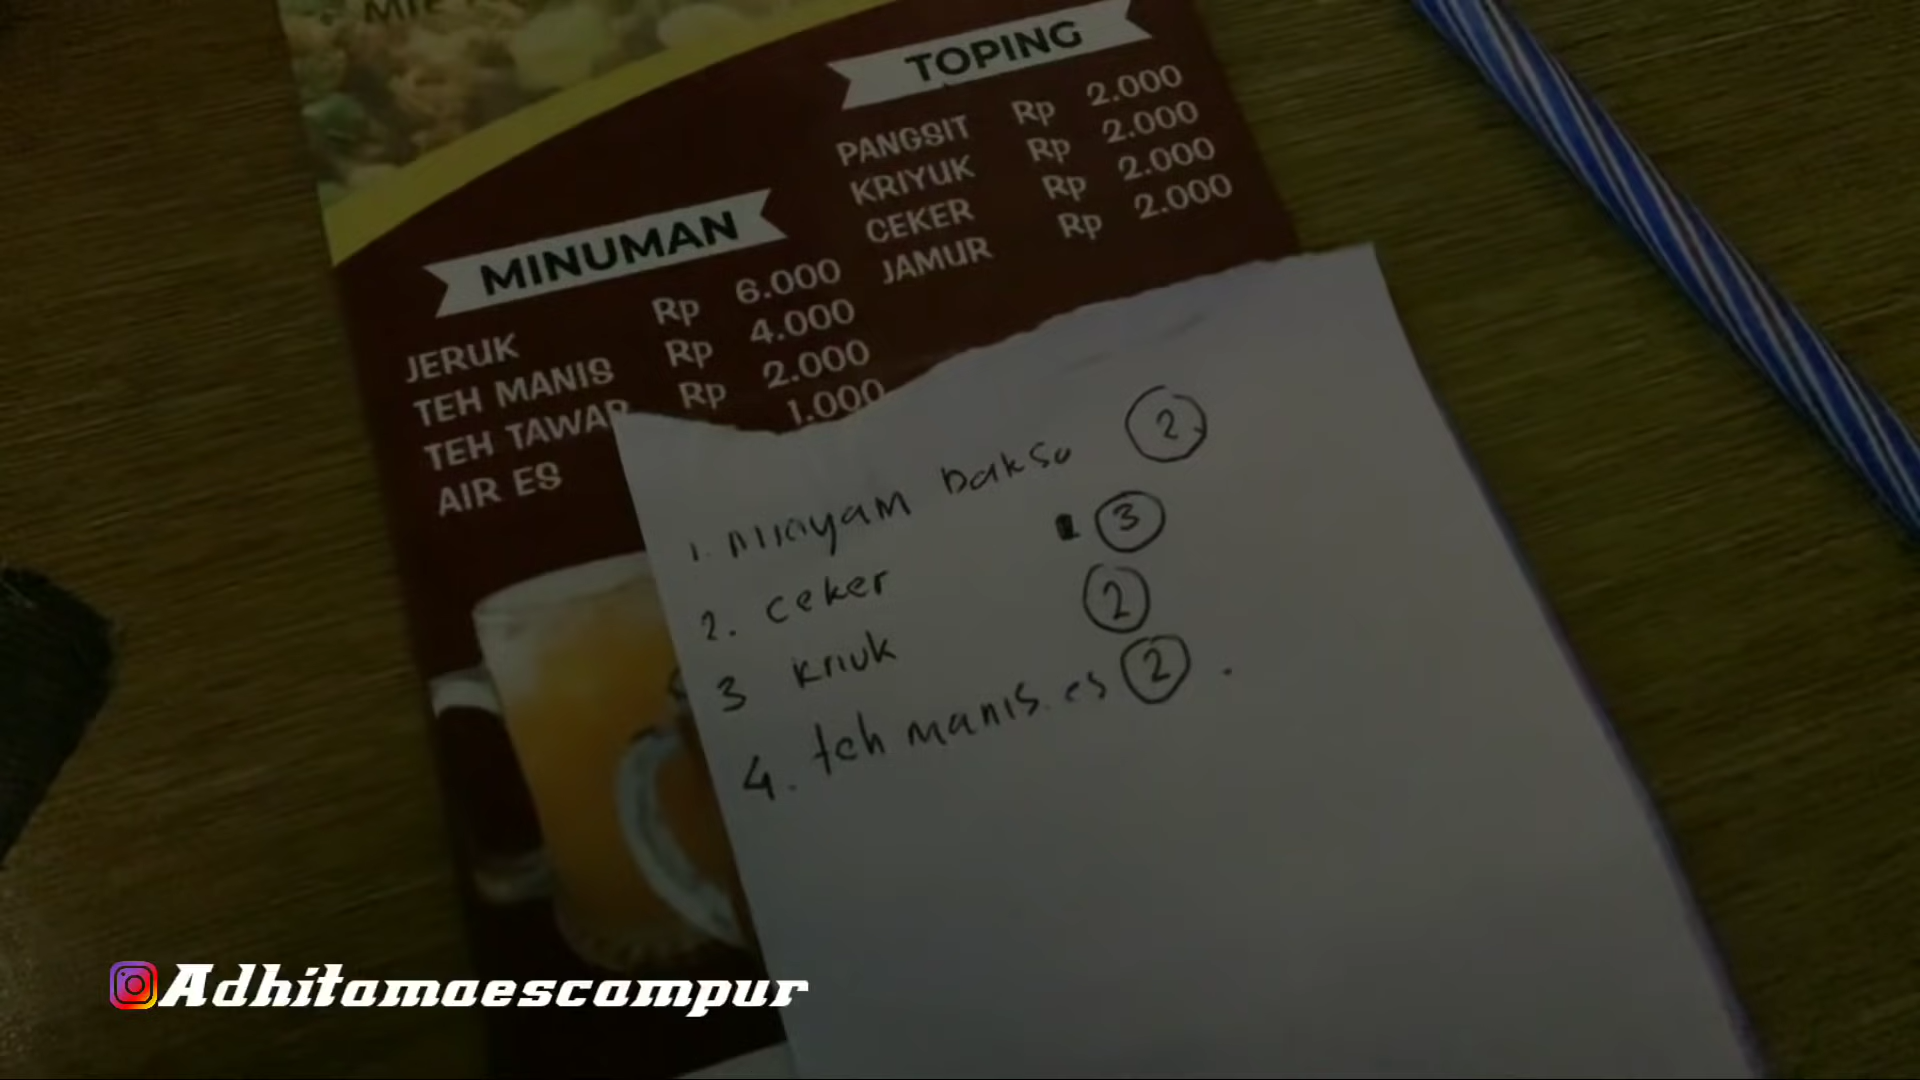 MIE
TOPING
PANGSIT Rp 2.000
KRIYUK Rp 2.000
CEKER Rp 2.000
JAMUR Rp 2.000
MINUMAN
JERUK Rp 6.000
TEH MANIS Rp 4.000
TEH TAWAR Rp 2.000
AIR ES 1.000
1. Miayam bakso 2
2. ceker 3
3 kriuk 2
4. teh manis es 2.
Adhitamaescampur